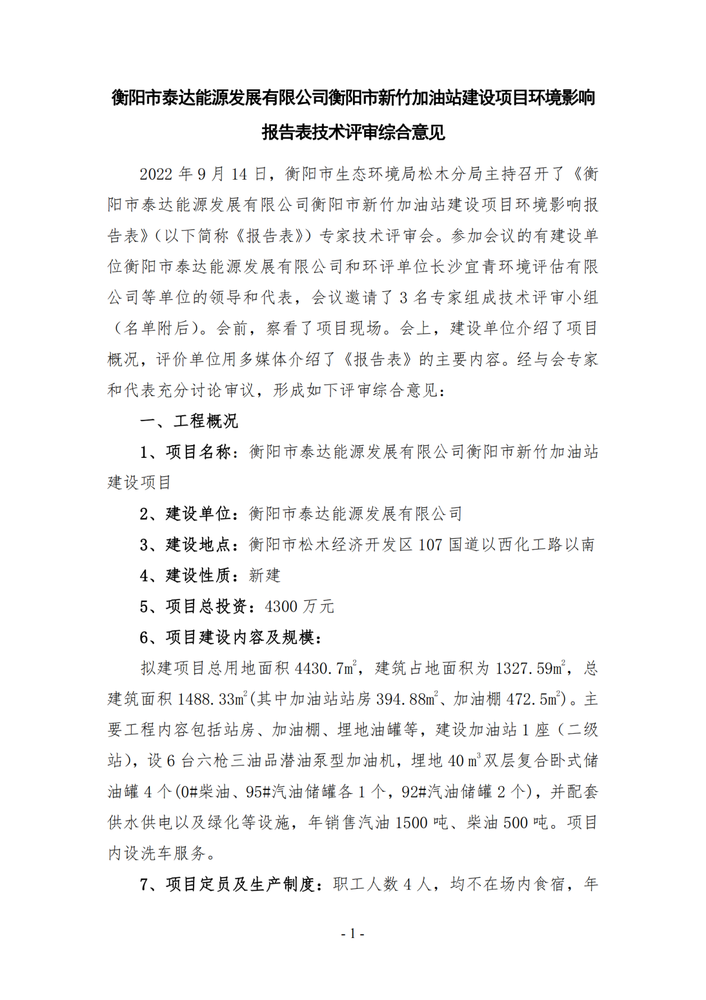 衡阳市泰达能源发展有限公司衡阳市新竹加油站建设项目环境影响
报告表技术评审综合意见
2022 年 9 月 14 日，衡阳市生态环境局松木分局主持召开了《衡
阳市泰达能源发展有限公司衡阳市新竹加油站建设项目环境影响报
告表》（以下简称《报告表》）专家技术评审会。参加会议的有建设单
位衡阳市泰达能源发展有限公司和环评单位长沙宜青环境评估有限
公司等单位的领导和代表，会议邀请了 3 名专家组成技术评审小组
（名单附后）。会前，察看了项目现场。会上，建设单位介绍了项目
概况，评价单位用多媒体介绍了《报告表》的主要内容。经与会专家
和代表充分讨论审议，形成如下评审综合意见：
一、工程概况
1、项目名称：衡阳市泰达能源发展有限公司衡阳市新竹加油站
建设项目
2、建设单位：衡阳市泰达能源发展有限公司
3、建设地点：衡阳市松木经济开发区 107 国道以西化工路以南
4、建设性质：新建
5、项目总投资：4300 万元
6、项目建设内容及规模：
拟建项目总用地面积 4430.7m²，建筑占地面积为 1327.59m²，总
建筑面积 1488.33m²(其中加油站站房 394.88m²、加油棚 472.5m²)。主
要工程内容包括站房、加油棚、埋地油罐等，建设加油站 1 座（二级
站），设 6 台六枪三油品潜油泵型加油机，埋地 40 m³双层复合卧式储
油罐 4 个(0#柴油、95#汽油储罐各 1 个，92#汽油储罐 2 个)，并配套
供水供电以及绿化等设施，年销售汽油 1500 吨、柴油 500 吨。项目
内设洗车服务。
7、项目定员及生产制度：职工人数 4 人，均不在场内食宿，年
- 1 -